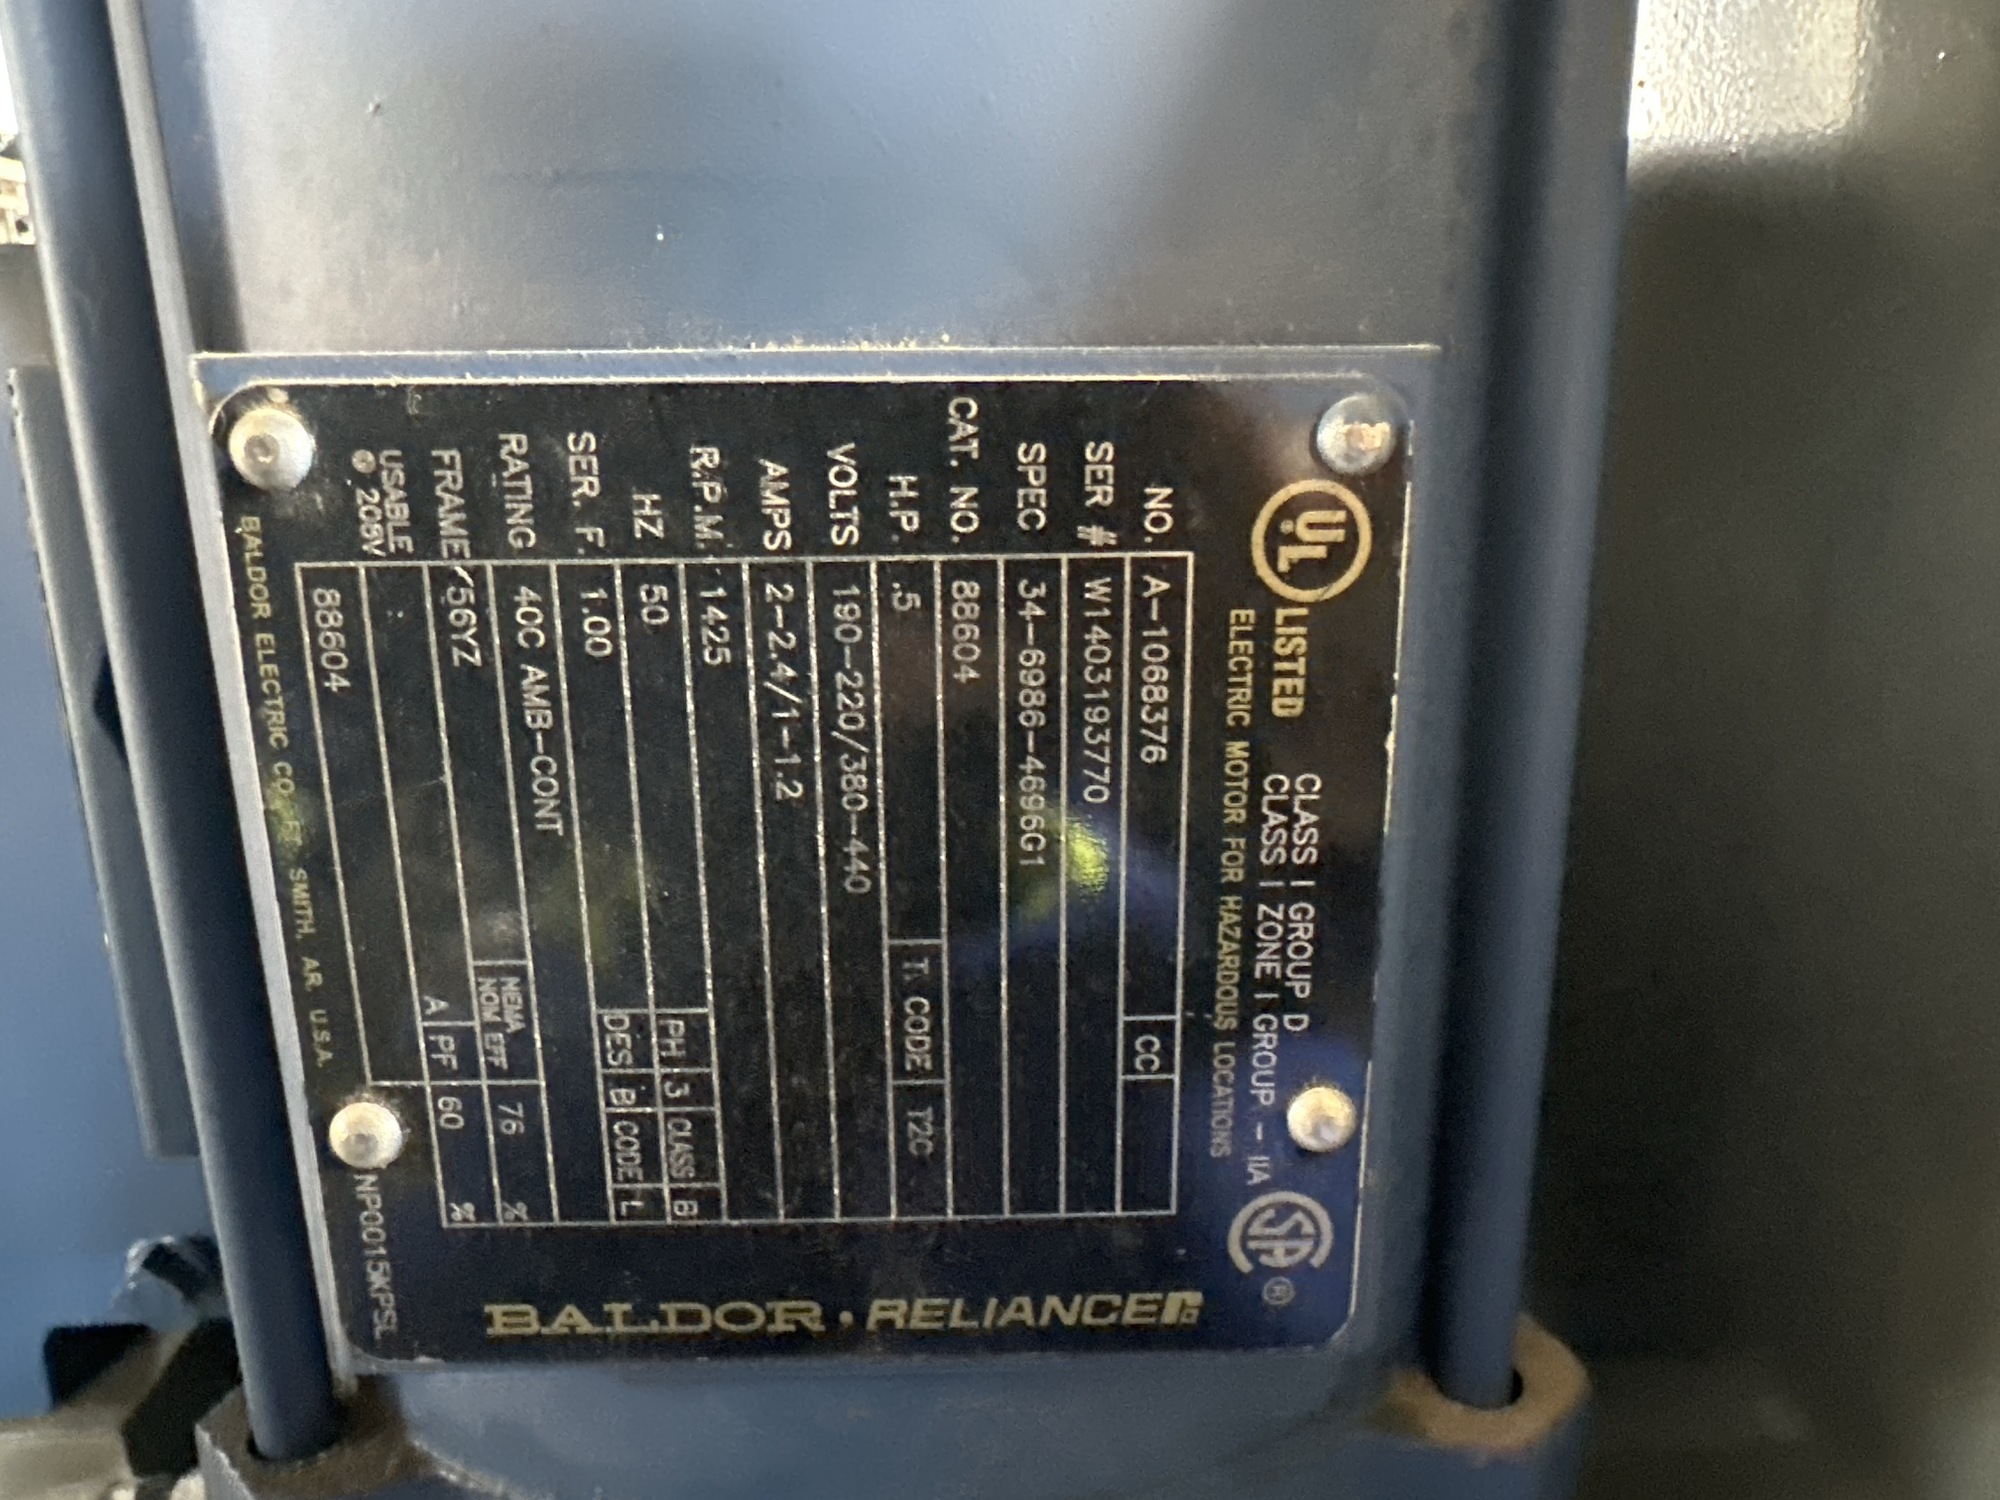 UL LISTED
CLASS I GROUP D
CLASS I ZONE I GROUP - IIA
SA ®
ELECTRIC MOTOR FOR HAZARDOUS LOCATIONS
NO. A-1068376 CC
SER # W1403193770
SPEC 34-6986-4696G1
CAT. NO. 88604
H.P. .5 T. CODE T2C
VOLTS 190-220/380-440
AMPS 2-2.4/1-1.2
R.P.M. 1425
HZ 50 PH 3 CLASS B
SER. F. 1.00 DES B CODE L
RATING 40C AMB-CONT
NEMA NOM EFF 76 %
FRAME 56YZ A PF 60 %
USABLE @ 208V
88604
BALDOR ELECTRIC CO. FT. SMITH, AR. U.S.A.
NP0015XPSL
BALDOR • RELIANCE